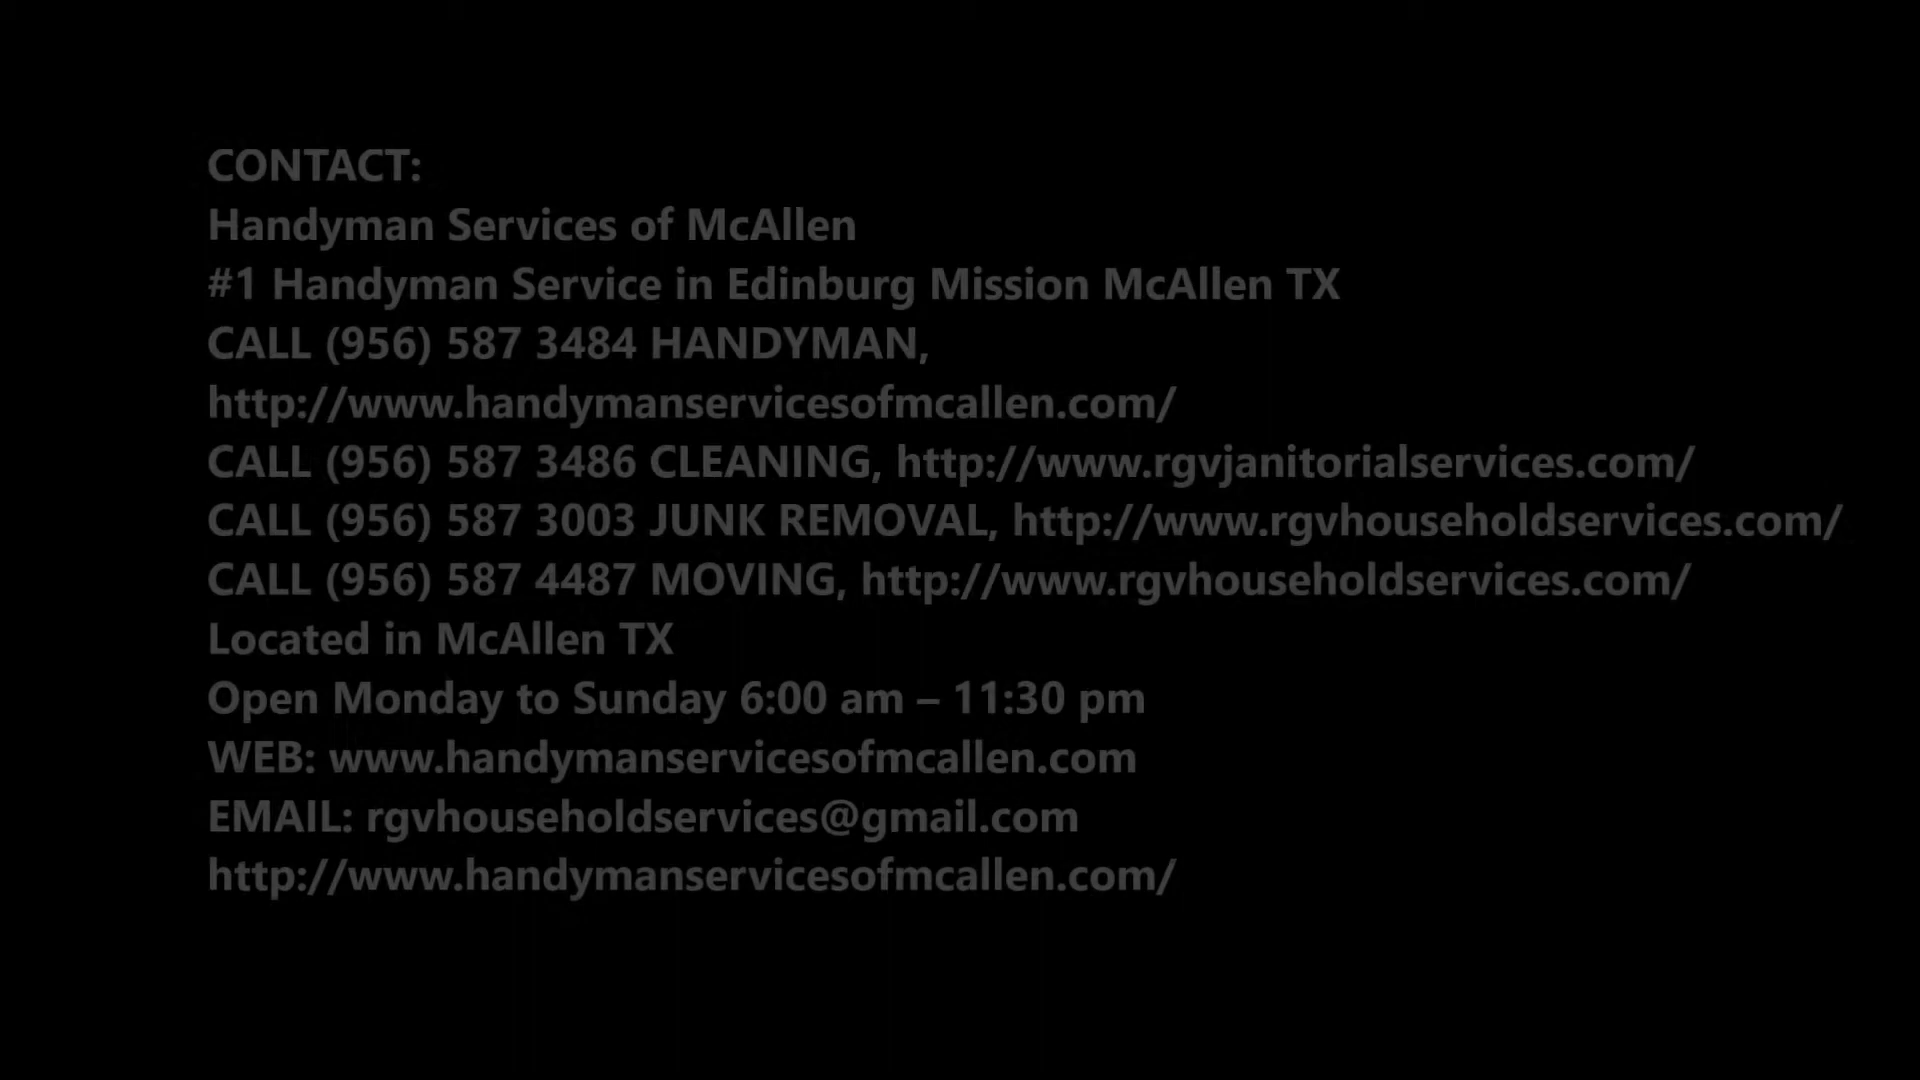 CONTACT:
Handyman Services of McAllen
#1 Handyman Service in Edinburg Mission McAllen TX
CALL (956) 587 3484 HANDYMAN,
http://www.handymanservicesofmcallen.com/
CALL (956) 587 3486 CLEANING, http://www.rgvjanitorialservices.com/
CALL (956) 587 3003 JUNK REMOVAL, http://www.rgvhouseholdservices.com/
CALL (956) 587 4487 MOVING, http://www.rgvhouseholdservices.com/
Located in McAllen TX
Open Monday to Sunday 6:00 am – 11:30 pm
WEB: www.handymanservicesofmcallen.com
EMAIL: rgvhouseholdservices@gmail.com
http://www.handymanservicesofmcallen.com/